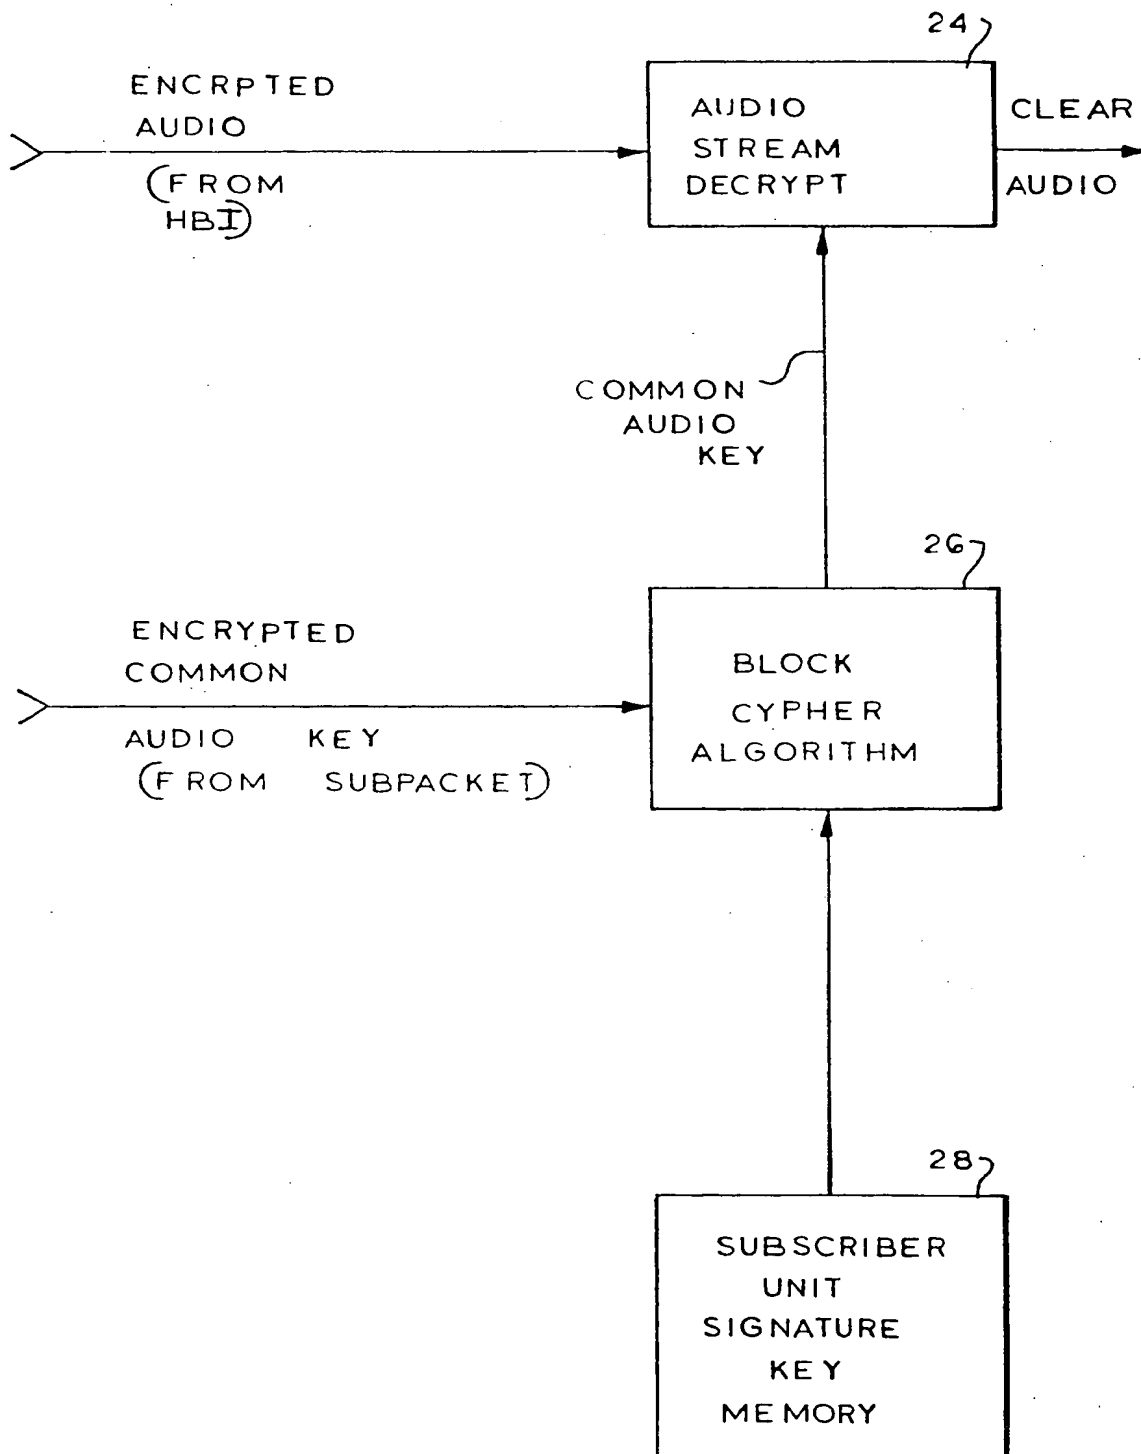 24
ENCRPTED
AUDIO
(FROM
HBI)
AUDIO
STREAM
DECRYPT
CLEAR
AUDIO
COMMON
AUDIO
KEY
26
ENCRYPTED
COMMON
AUDIO KEY
(FROM SUBPACKET)
BLOCK
CYPHER
ALGORITHM
28
SUBSCRIBER
UNIT
SIGNATURE
KEY
MEMORY